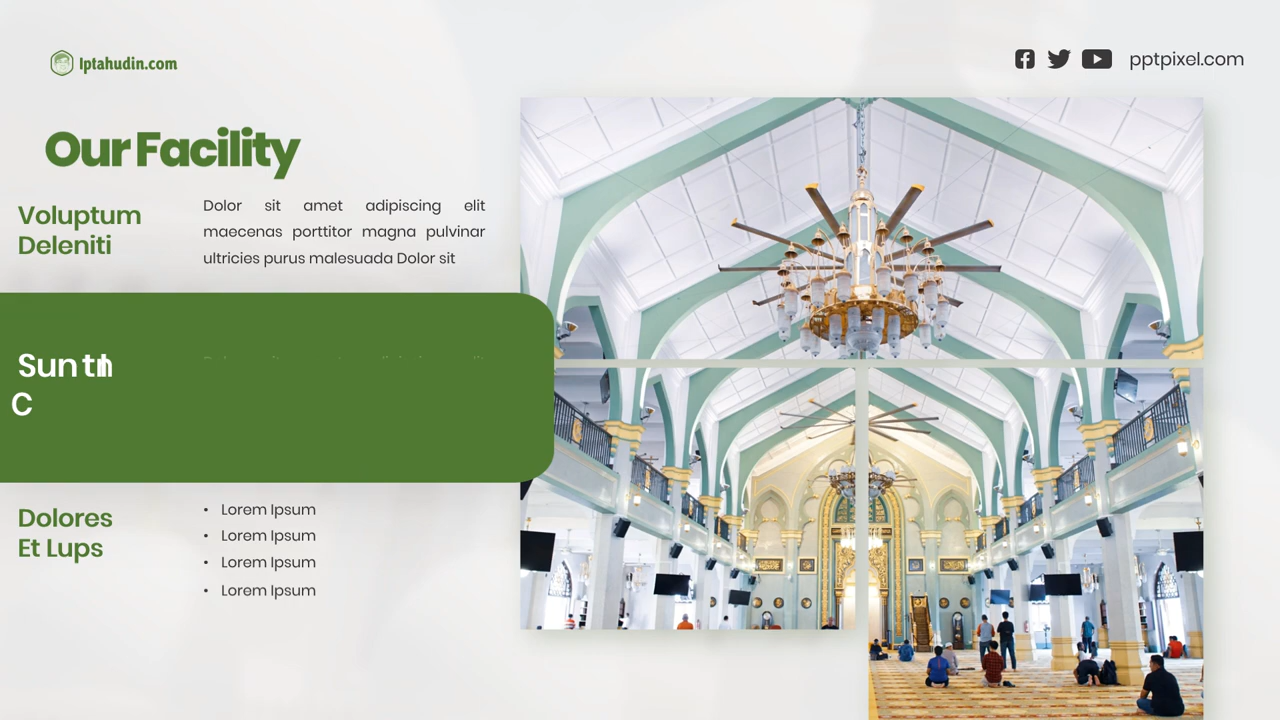 Iptahudin.com
pptpixel.com
Our Facility
Voluptum
Deleniti
Dolor sit amet adipiscing elit
maecenas porttitor magna pulvinar
ultricies purus malesuada Dolor sit
Sunt
C
Dolores
Et Lups
• Lorem Ipsum
• Lorem Ipsum
• Lorem Ipsum
• Lorem Ipsum